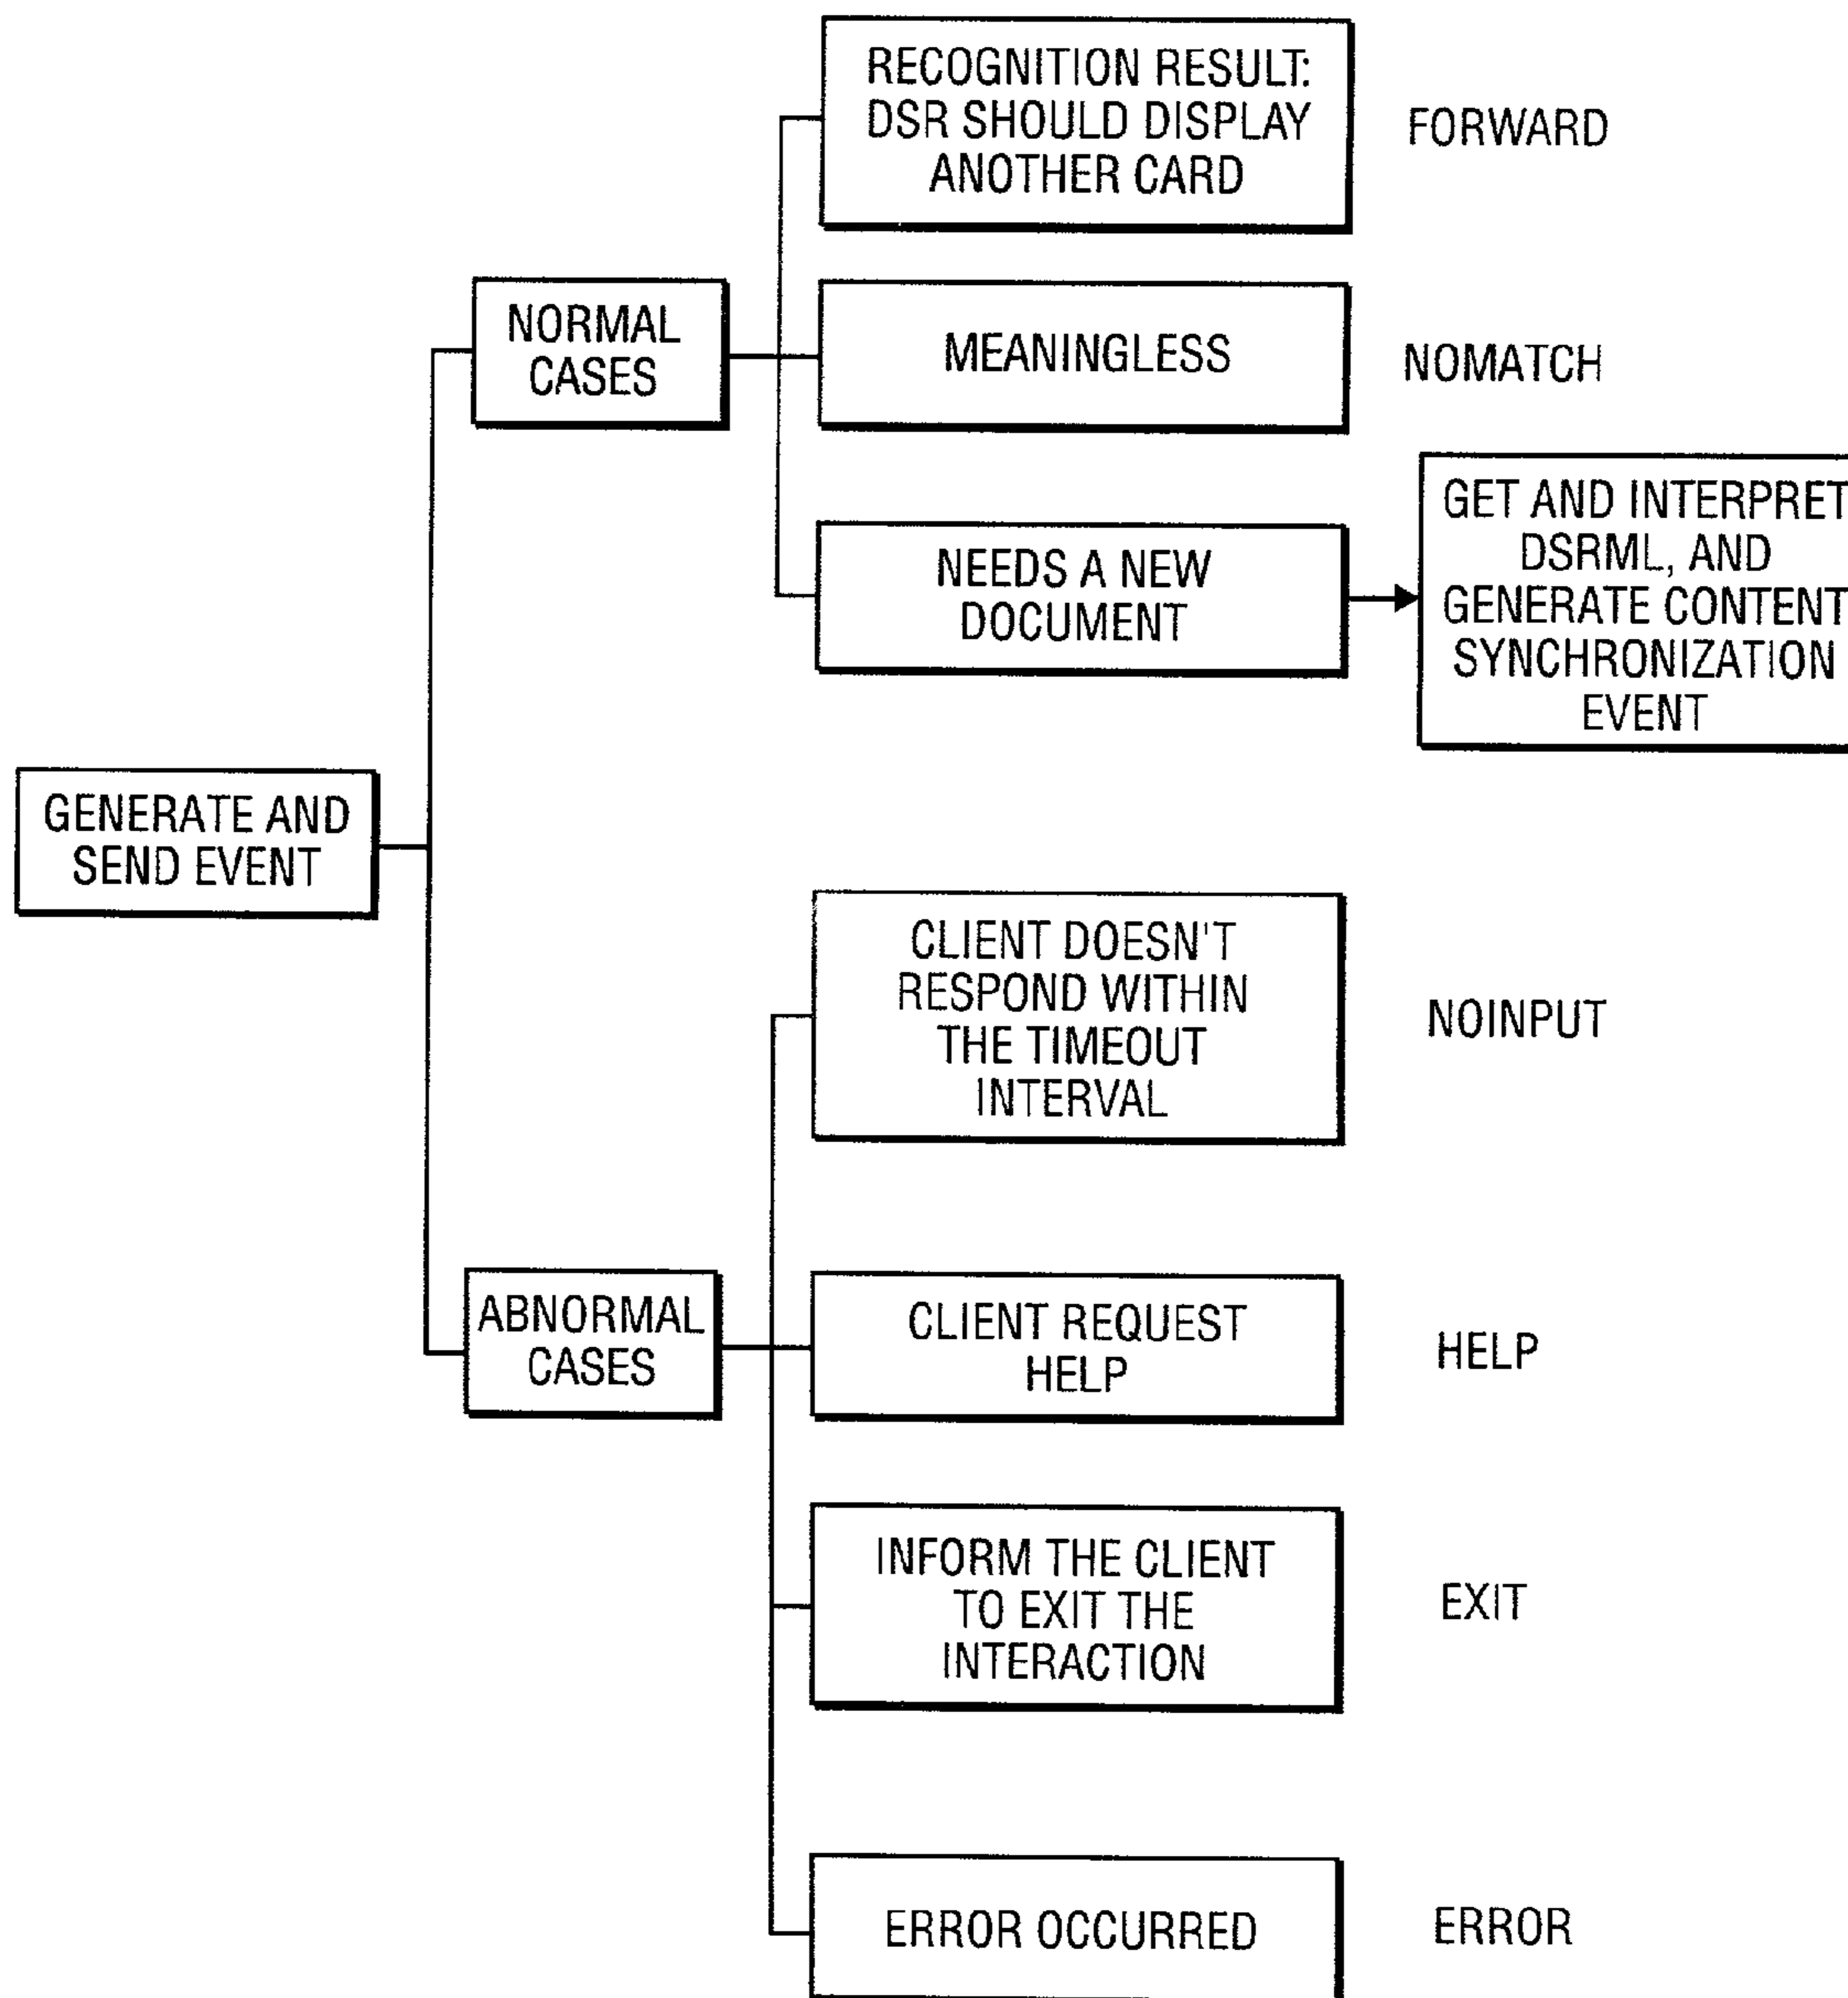 RECOGNITION RESULT:
DSR SHOULD DISPLAY
ANOTHER CARD
FORWARD
NORMAL
CASES
MEANINGLESS
NOMATCH
NEEDS A NEW
DOCUMENT
GET AND INTERPRET
DSRML, AND
GENERATE CONTENT
SYNCHRONIZATION
EVENT
GENERATE AND
SEND EVENT
CLIENT DOESN'T
RESPOND WITHIN
THE TIMEOUT
INTERVAL
NOINPUT
ABNORMAL
CASES
CLIENT REQUEST
HELP
HELP
INFORM THE CLIENT
TO EXIT THE
INTERACTION
EXIT
ERROR OCCURRED
ERROR